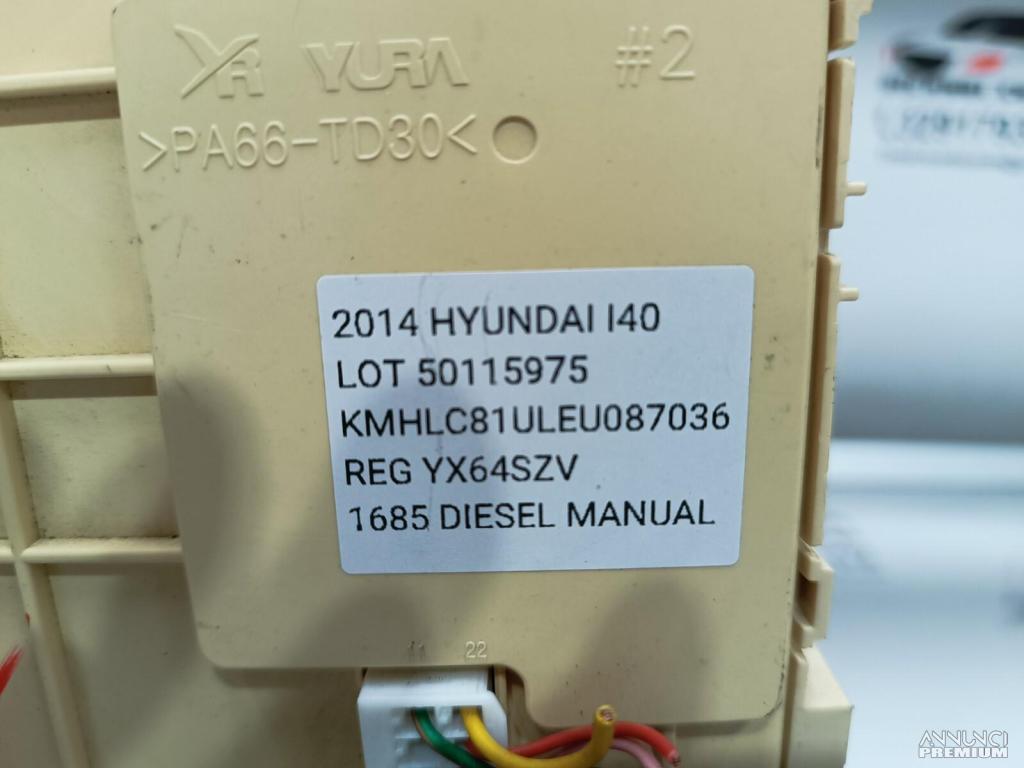 YR YURA #2
>PA66-TD30<
2014 HYUNDAI I40
LOT 50115975
KMHLC81ULEU087036
REG YX64SZV
1685 DIESEL MANUAL
11 22
ANNUNCI
PREMIUM